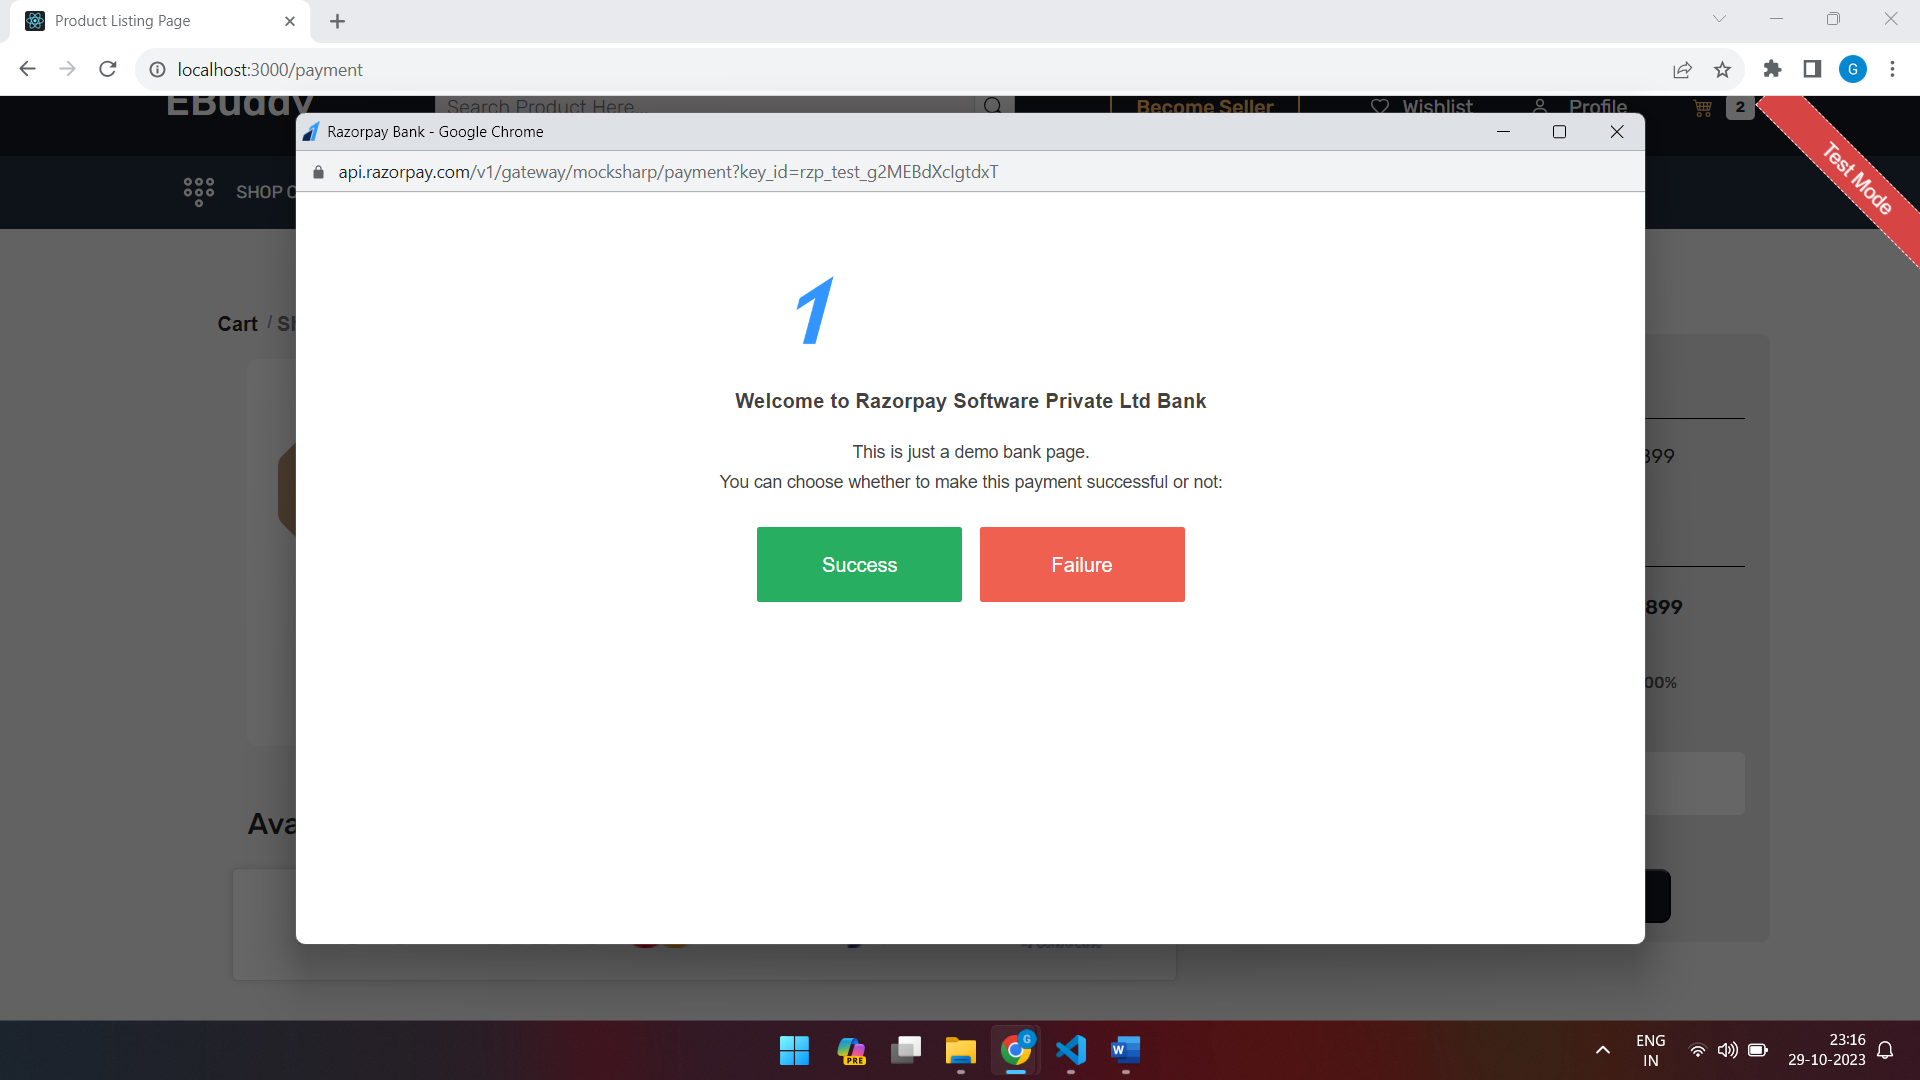 Product Listing Page
localhost:3000/payment
EBuddy
Search Product Here...
Become Seller
Wishlist
Profile
2
Test Mode
Razorpay Bank - Google Chrome
api.razorpay.com/v1/gateway/mocksharp/payment?key_id=rzp_test_g2MEBdXcIgtdxT
SHOP
Cart /
Welcome to Razorpay Software Private Ltd Bank
This is just a demo bank page.
You can choose whether to make this payment successful or not:
Success
Failure
899
899
00%
Ava
G
PRE
G
W
ENG
IN
23:16
29-10-2023